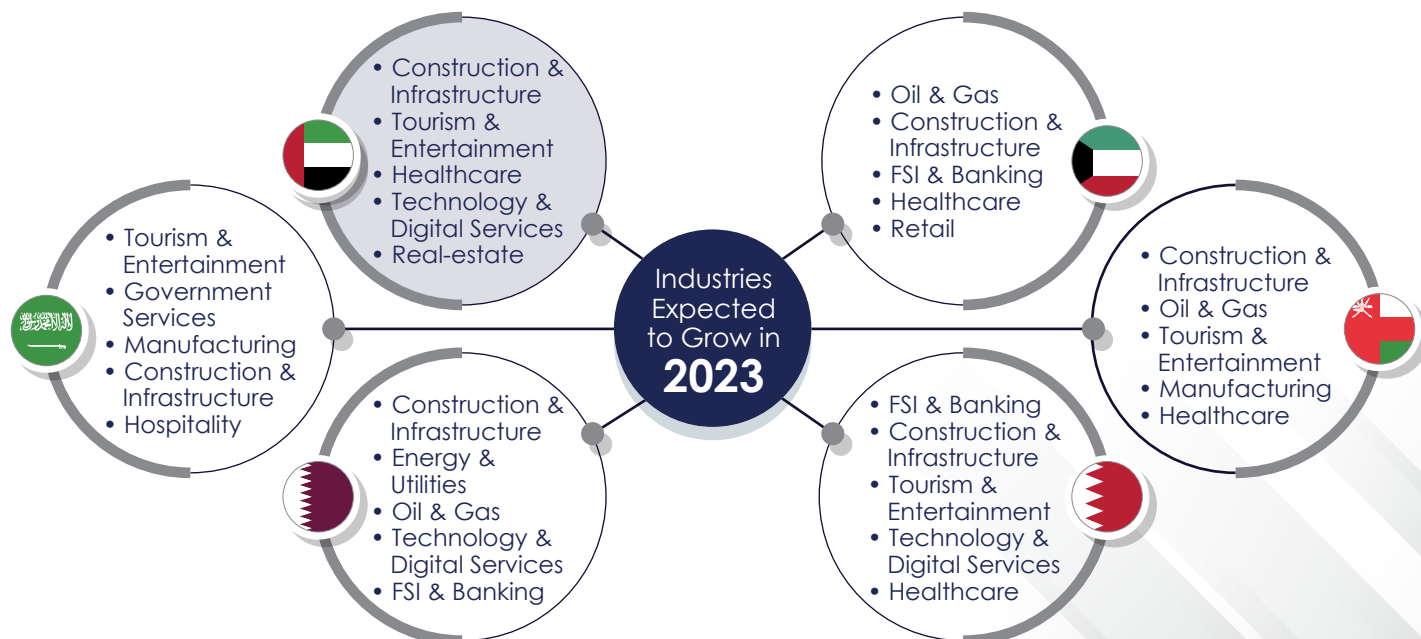 • Construction &
Infrastructure
• Tourism &
Entertainment
• Healthcare
• Technology &
Digital Services
• Real-estate
• Oil & Gas
• Construction &
Infrastructure
• FSI & Banking
• Healthcare
• Retail
• Tourism &
Entertainment
• Government
Services
• Manufacturing
• Construction &
Infrastructure
• Hospitality
Industries
Expected
to Grow in
2023
• Construction &
Infrastructure
• Oil & Gas
• Tourism &
Entertainment
• Manufacturing
• Healthcare
• Construction &
Infrastructure
• Energy &
Utilities
• Oil & Gas
• Technology &
Digital Services
• FSI & Banking
• FSI & Banking
• Construction &
Infrastructure
• Tourism &
Entertainment
• Technology &
Digital Services
• Healthcare